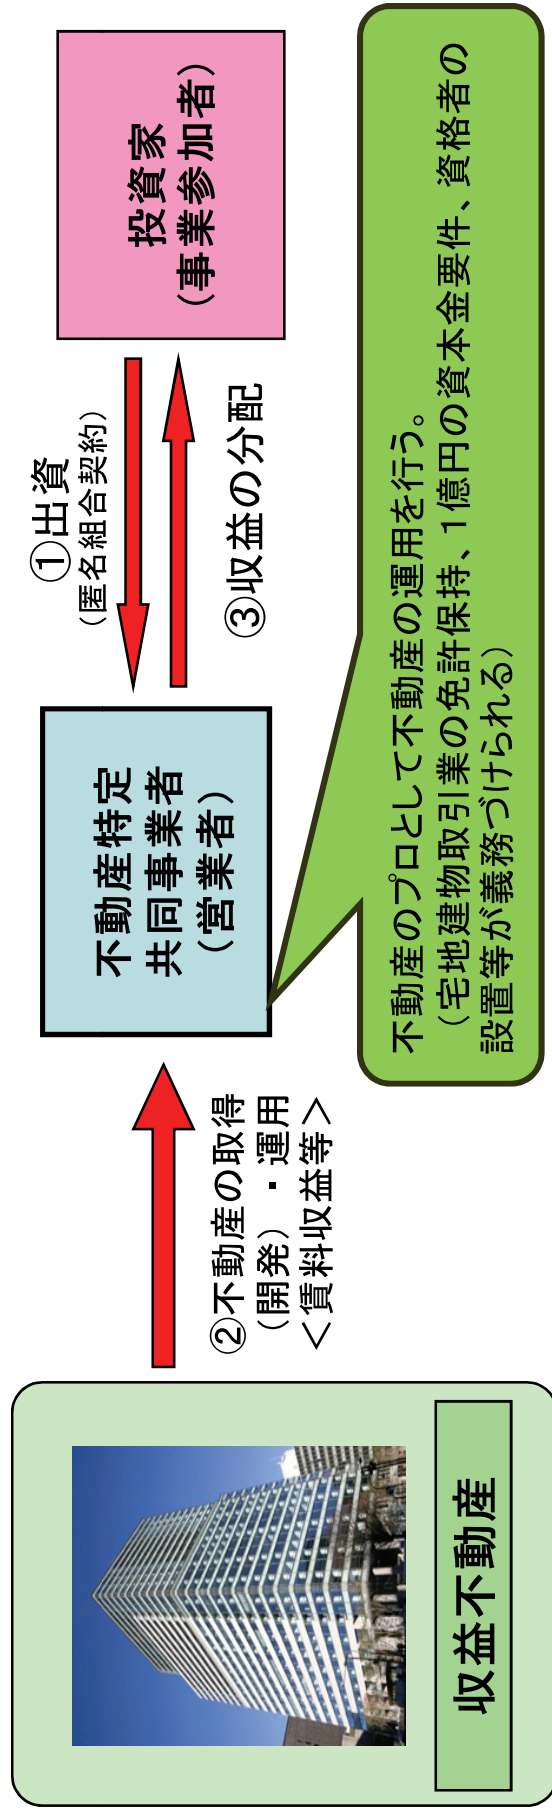 収益不動産
②不動産の取得
（開発）・運用
＜賃料収益等＞
不動産特定
共同事業者
（営業者）
①出資
（匿名組合契約）
③収益の分配
投資家
（事業参加者）
不動産のプロとして不動産の運用を行う。
（宅地建物取引業の免許保持、１億円の資本金要件、資格者の
設置等が義務づけられる）